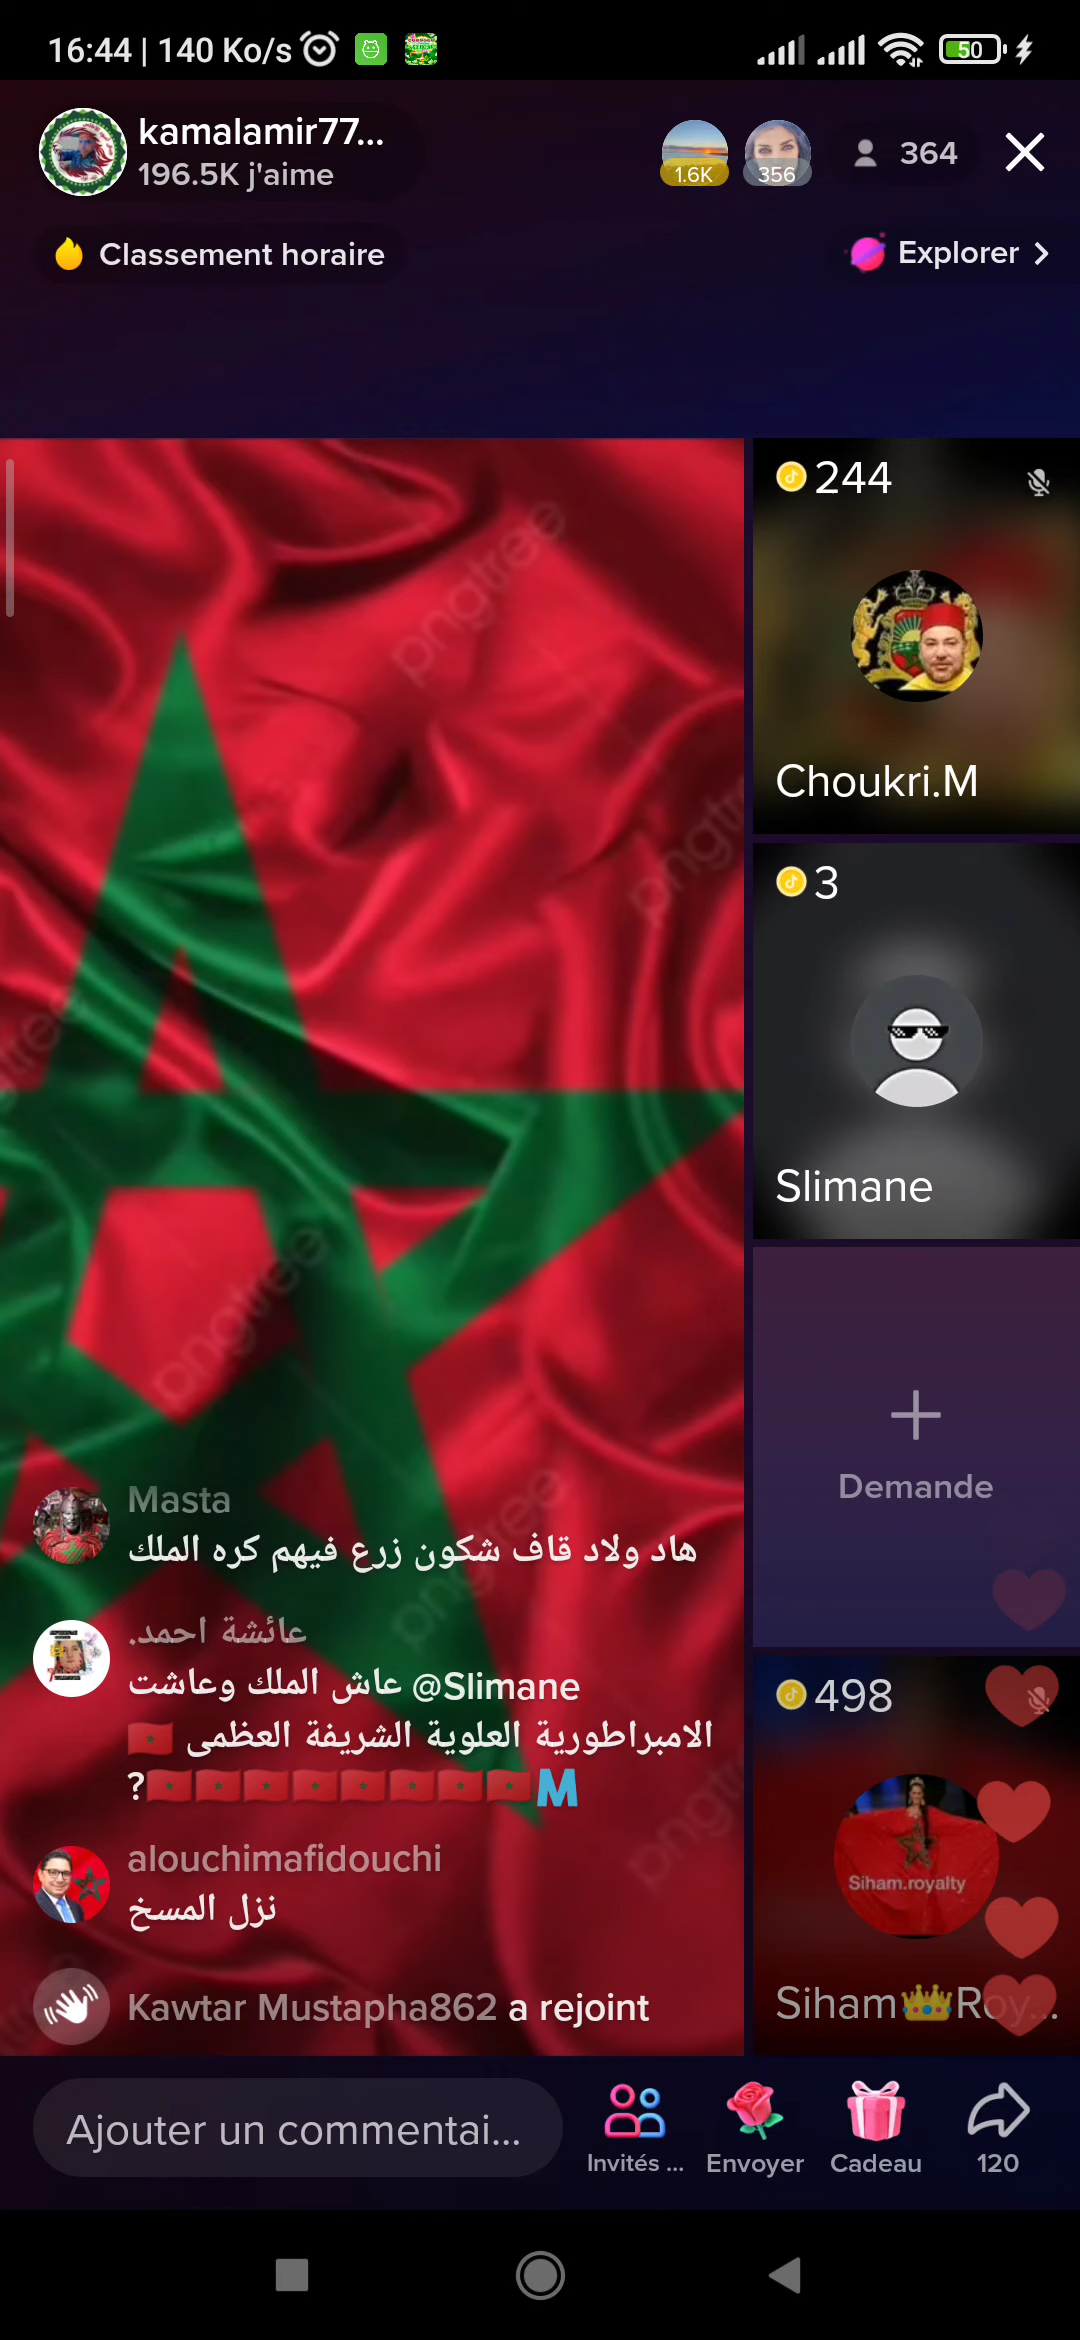 16:44 | 140 Ko/s
50
kamalamir77...
196.5K j'aime
1.6K
356
364
Classement horaire
Explorer
pngtree
244
Choukri.M
3
Slimane
Demande
498
Siham.royalty
Siham👑Roy...
Masta
هاد ولاد قاف شكون زرع فيهم كره الملك
عائشة احمد.
@Slimane عاش الملك وعاشت
الامبراطورية العلوية الشريفة العظمى 🇲🇦
🇲🇦🇲🇦🇲🇦🇲🇦🇲🇦🇲🇦🇲🇦🇲🇦M?
alouchimafidouchi
نزل المسخ
Kawtar Mustapha862 a rejoint
Ajouter un commentai...
Invités ...
Envoyer
Cadeau
120